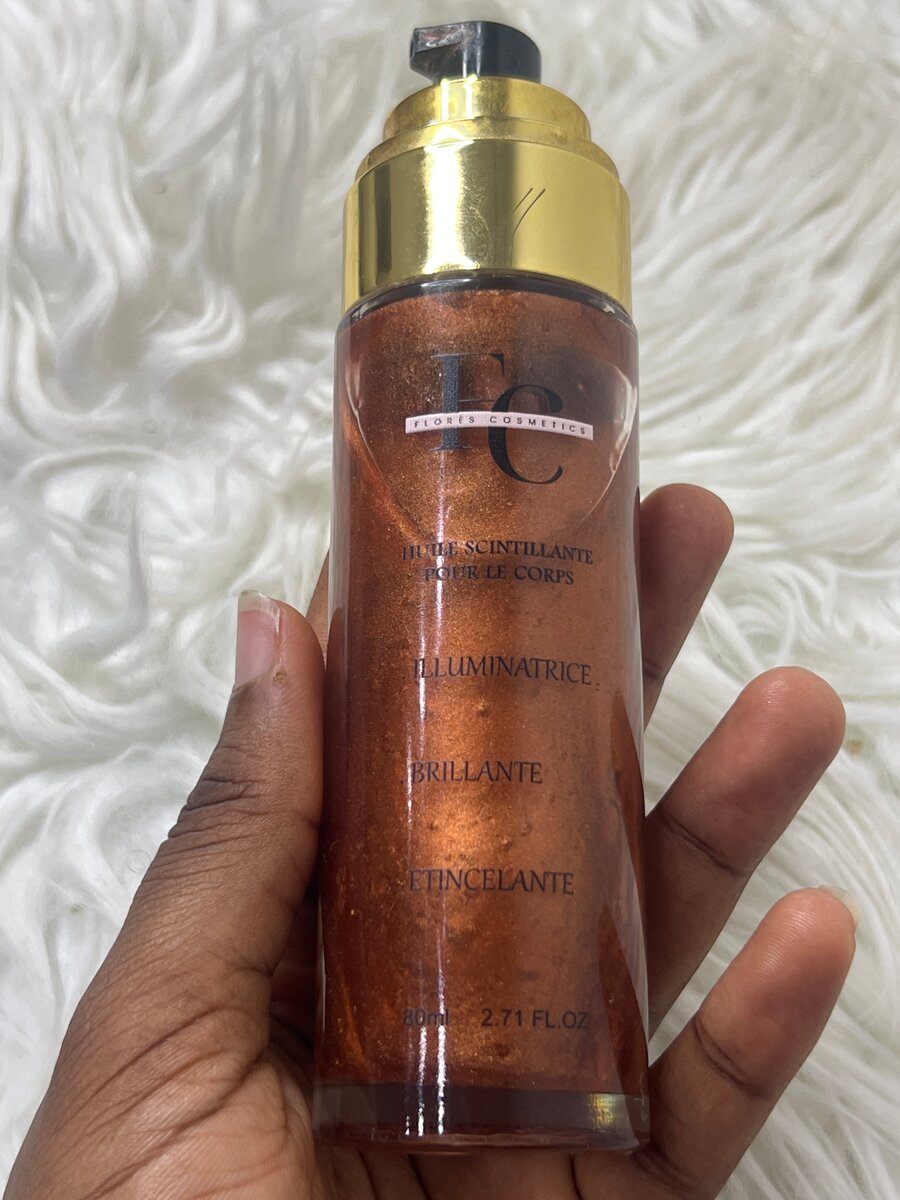 FC
FLORÈS COSMETICS
HUILE SCINTILLANTE
POUR LE CORPS
ILLUMINATRICE
BRILLANTE
ETINCELANTE
80ml 2.71 FL.OZ